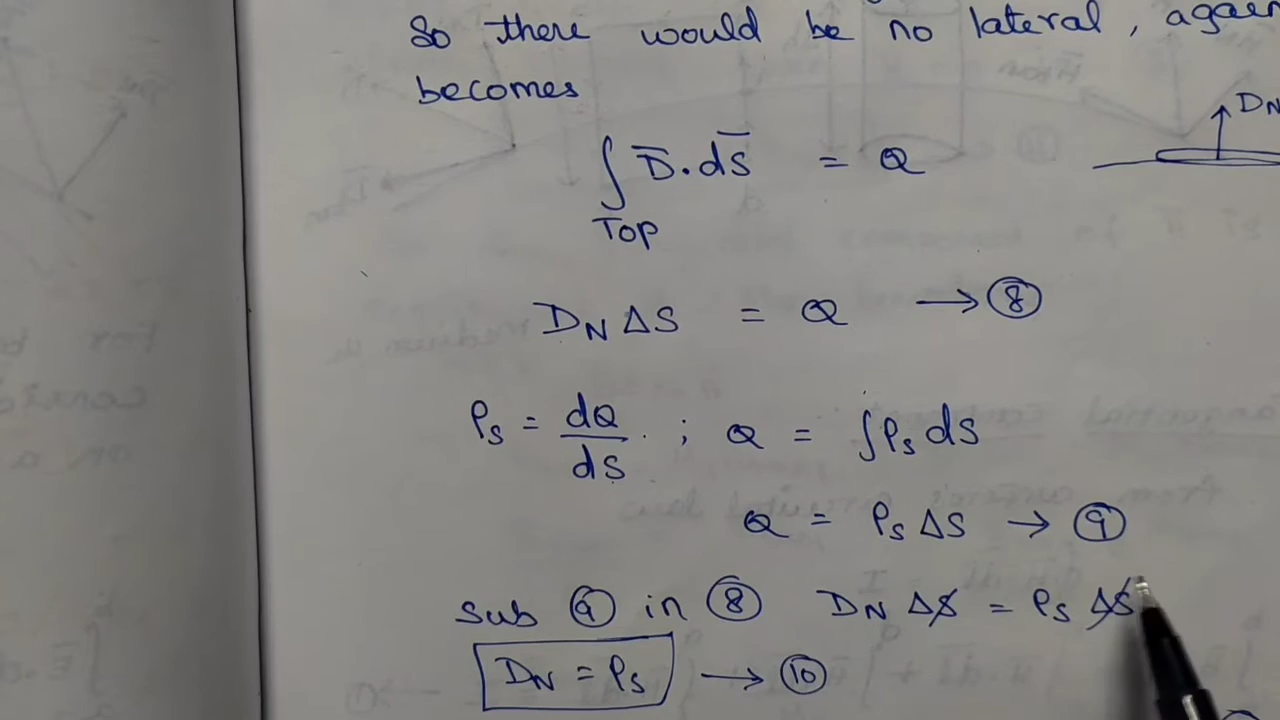 So there would be no lateral, again
becomes
∫ D̅.dS̅ = Q
Top
D_N
D_N ΔS = Q → ⑧
ρ_s = dQ/ds ; Q = ∫ρ_s ds
Q = ρ_s ΔS → ⑨
Sub ⑨ in ⑧ D_N ΔS = ρ_s ΔS
D_N = ρ_s → ⑩